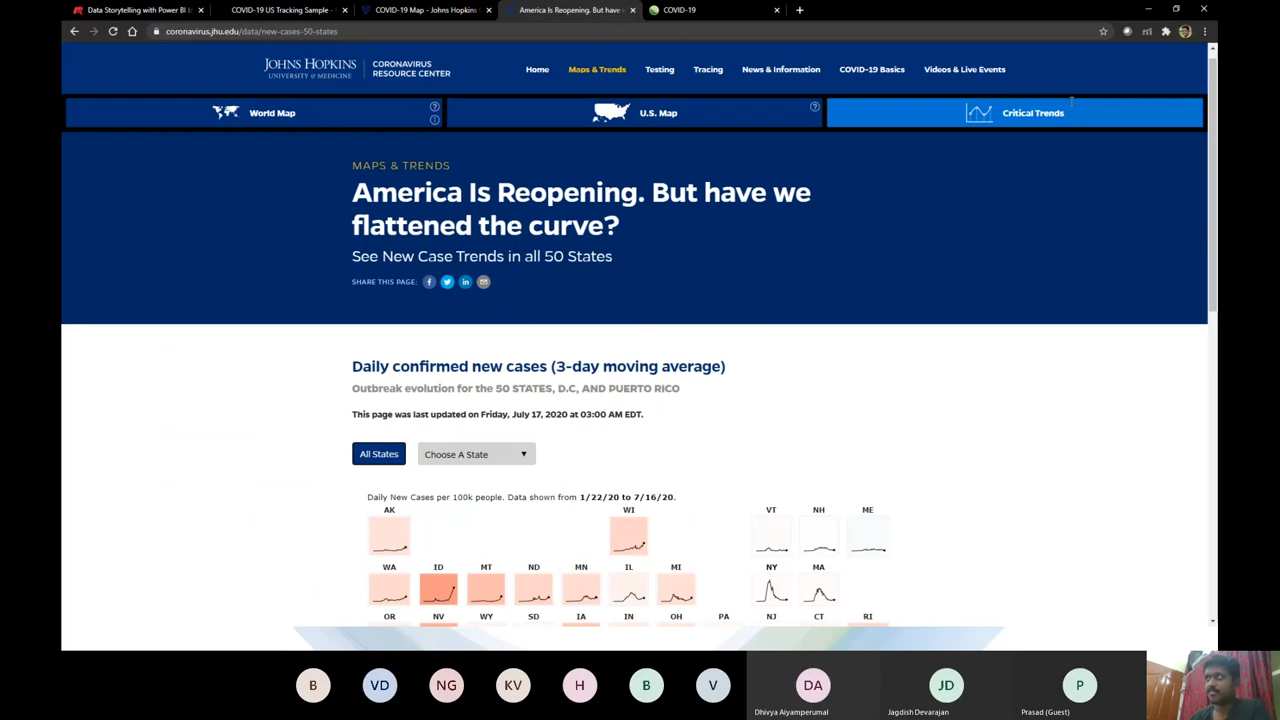 Data Storytelling with Power BI
COVID-19 US Tracking Sample -
COVID-19 Map - Johns Hopkins
America Is Reopening. But have
COVID-19
coronavirus.jhu.edu/data/new-cases-50-states
JOHNS HOPKINS
UNIVERSITY & MEDICINE
CORONAVIRUS
RESOURCE CENTER
Home
Maps & Trends
Testing
Tracing
News & Information
COVID-19 Basics
Videos & Live Events
World Map
U.S. Map
Critical Trends
MAPS & TRENDS
America Is Reopening. But have we
flattened the curve?
See New Case Trends in all 50 States
SHARE THIS PAGE:
Daily confirmed new cases (3-day moving average)
Outbreak evolution for the 50 STATES, D.C, AND PUERTO RICO
This page was last updated on Friday, July 17, 2020 at 03:00 AM EDT.
All States
Choose A State
Daily New Cases per 100k people. Data shown from 1/22/20 to 7/16/20.
AK WI VT NH ME
WA ID MT ND MN IL MI NY MA
OR NV WY SD IA IN OH PA NJ CT RI
B VD NG KV H B V DA JD P
Dhivya Aiyamperumal
Jagdish Devarajan
Prasad (Guest)